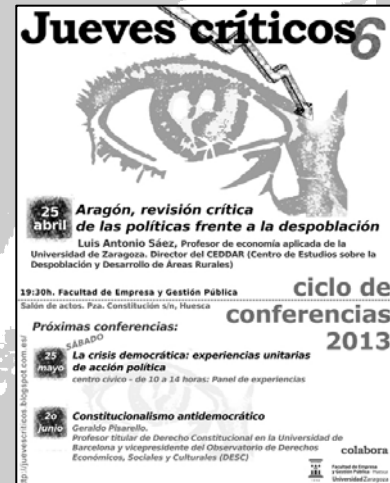 Jueves críticos 6
25 abril
Aragón, revisión crítica
de las políticas frente a la despoblación
Luis Antonio Sáez, Profesor de economía aplicada de la
Universidad de Zaragoza. Director del CEDDAR (Centro de Estudios sobre la
Despoblación y Desarrollo de Áreas Rurales)
19:30h. Facultad de Empresa y Gestión Pública
Salón de actos. Pza. Constitución s/n, Huesca
ciclo de
conferencias
2013
Próximas conferencias:
SÁBADO
25 mayo
La crisis democrática: experiencias unitarias
de acción política
centro cívico - de 10 a 14 horas: Panel de experiencias
20 junio
Constitucionalismo antidemocrático
Geraldo Pisarello.
Profesor titular de Derecho Constitucional en la Universidad de
Barcelona y vicepresidente del Observatorio de Derechos
Económicos, Sociales y Culturales (DESC)
colabora
Facultad de Empresa
y Gestión Pública Huesca
Universidad Zaragoza
http://juevescriticos.blogspot.com.es/